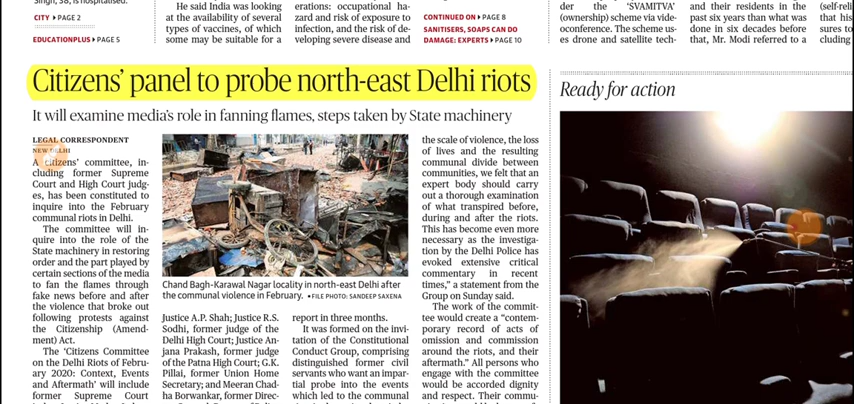 Singh, 38, is hospitalised.
CITY ▸ PAGE 2
EDUCATIONPLUS ▸ PAGE 5
He said India was looking
at the availability of several
types of vaccines, of which
some may be suitable for a
erations: occupational ha-
zard and risk of exposure to
infection, and the risk of de-
veloping severe disease and
CONTINUED ON ▸ PAGE 8
SANITISERS, SOAPS CAN DO
DAMAGE: EXPERTS ▸ PAGE 10
der the ‘SVAMITVA’
(ownership) scheme via vide-
oconference. The scheme us-
es drone and satellite tech-
and their residents in the
past six years than what was
done in six decades before
that, Mr. Modi referred to a
(self-reli
that his
sures to
cluding
Citizens’ panel to probe north-east Delhi riots
It will examine media’s role in fanning flames, steps taken by State machinery
LEGAL CORRESPONDENT
NEW DELHI
A citizens’ committee, in-
cluding former Supreme
Court and High Court judg-
es, has been constituted to
inquire into the February
communal riots in Delhi.
The committee will in-
quire into the role of the
State machinery in restoring
order and the part played by
certain sections of the media
to fan the flames through
fake news before and after
the violence that broke out
following protests against
the Citizenship (Amend-
ment) Act.
The ‘Citizens Committee
on the Delhi Riots of Febru-
ary 2020: Context, Events
and Aftermath’ will include
former Supreme Court
Chand Bagh-Karawal Nagar locality in north-east Delhi after
the communal violence in February. • FILE PHOTO: SANDEEP SAXENA
Justice A.P. Shah; Justice R.S.
Sodhi, former judge of the
Delhi High Court; Justice An-
jana Prakash, former judge
of the Patna High Court; G.K.
Pillai, former Union Home
Secretary; and Meeran Chad-
ha Borwankar, former Direc-
report in three months.
It was formed on the invi-
tation of the Constitutional
Conduct Group, comprising
distinguished former civil
servants who want an im-
partial probe into the events
which led to the communal
the scale of violence, the loss
of lives and the resulting
communal divide between
communities, we felt that an
expert body should carry
out a thorough examination
of what transpired before,
during and after the riots.
This has become even more
necessary as the investiga-
tion by the Delhi Police has
evoked extensive critical
commentary in recent
times,” a statement from the
Group on Sunday said.
The work of the commit-
tee would create a “contem-
porary record of acts of
omission and commission
around the riots, and their
aftermath.” All persons who
engage with the committee
would be accorded dignity
and respect. Their commu-
Ready for action